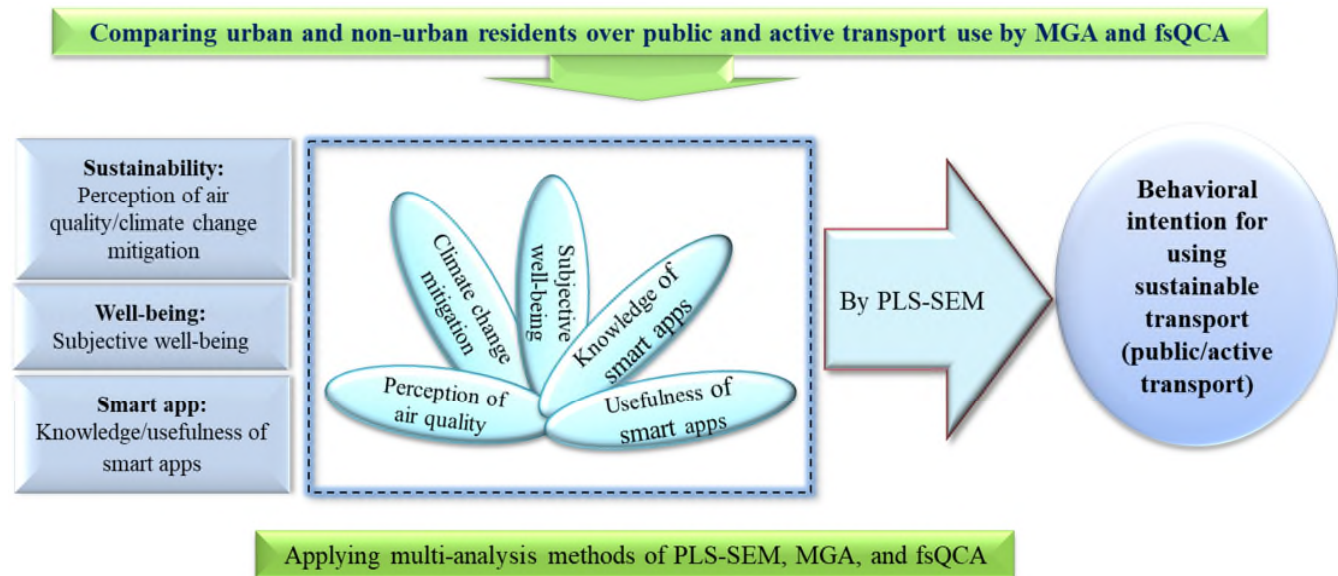 Comparing urban and non-urban residents over public and active transport use by MGA and fsQCA
Sustainability:
Perception of air
quality/climate change
mitigation
Well-being:
Subjective well-being
Smart app:
Knowledge/usefulness of
smart apps
Perception of
air quality
Climate change
mitigation
Subjective
well-being
Knowledge of
smart apps
Usefulness of
smart apps
By PLS-SEM
Behavioral
intention for
using
sustainable
transport
(public/active
transport)
Applying multi-analysis methods of PLS-SEM, MGA, and fsQCA